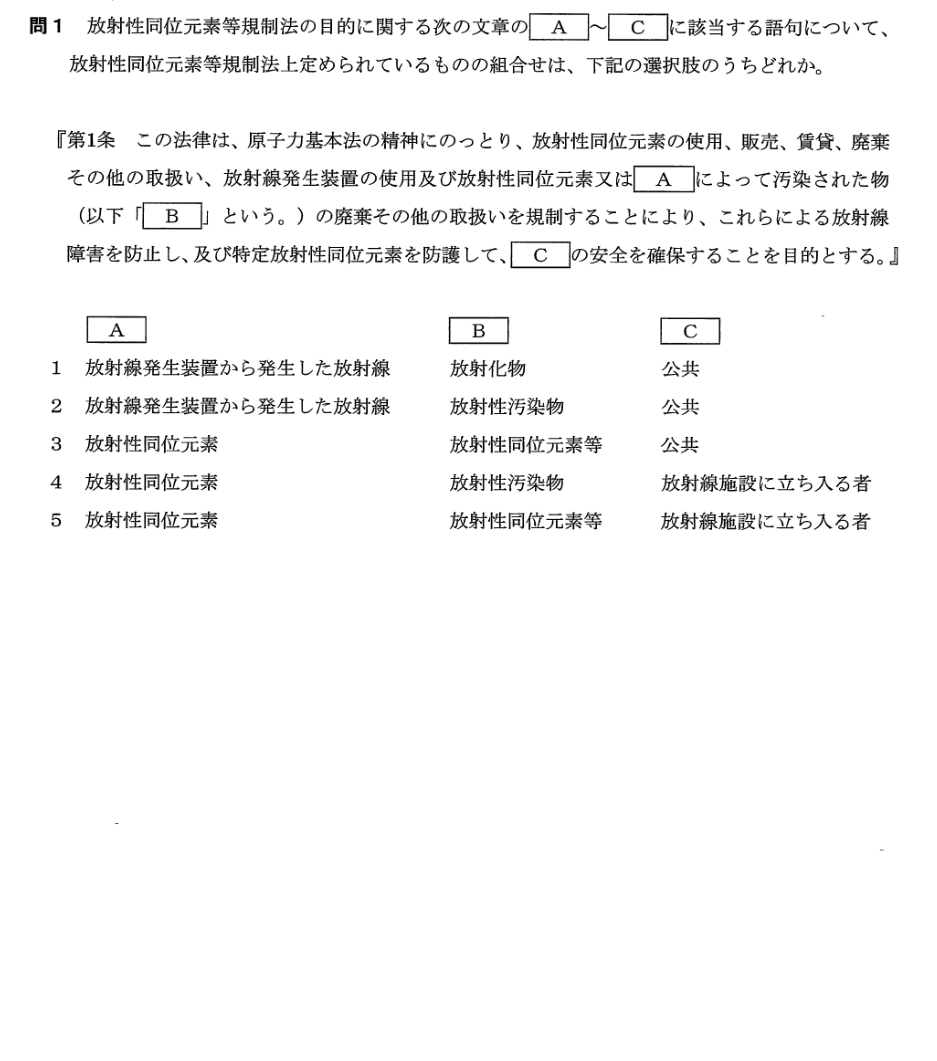 問1 放射性同位元素等規制法の目的に関する次の文章の A ～ C に該当する語句について、
放射性同位元素等規制法上定められているものの組合せは、下記の選択肢のうちどれか。
『第1条 この法律は、原子力基本法の精神にのっとり、放射性同位元素の使用、販売、賃貸、廃棄
その他の取扱い、放射線発生装置の使用及び放射性同位元素又は A によって汚染された物
（以下「 B 」という。）の廃棄その他の取扱いを規制することにより、これらによる放射線
障害を防止し、及び特定放射性同位元素を防護して、 C の安全を確保することを目的とする。』
A B C
1 放射線発生装置から発生した放射線 放射化物 公共
2 放射線発生装置から発生した放射線 放射性汚染物 公共
3 放射性同位元素 放射性同位元素等 公共
4 放射性同位元素 放射性汚染物 放射線施設に立ち入る者
5 放射性同位元素 放射性同位元素等 放射線施設に立ち入る者